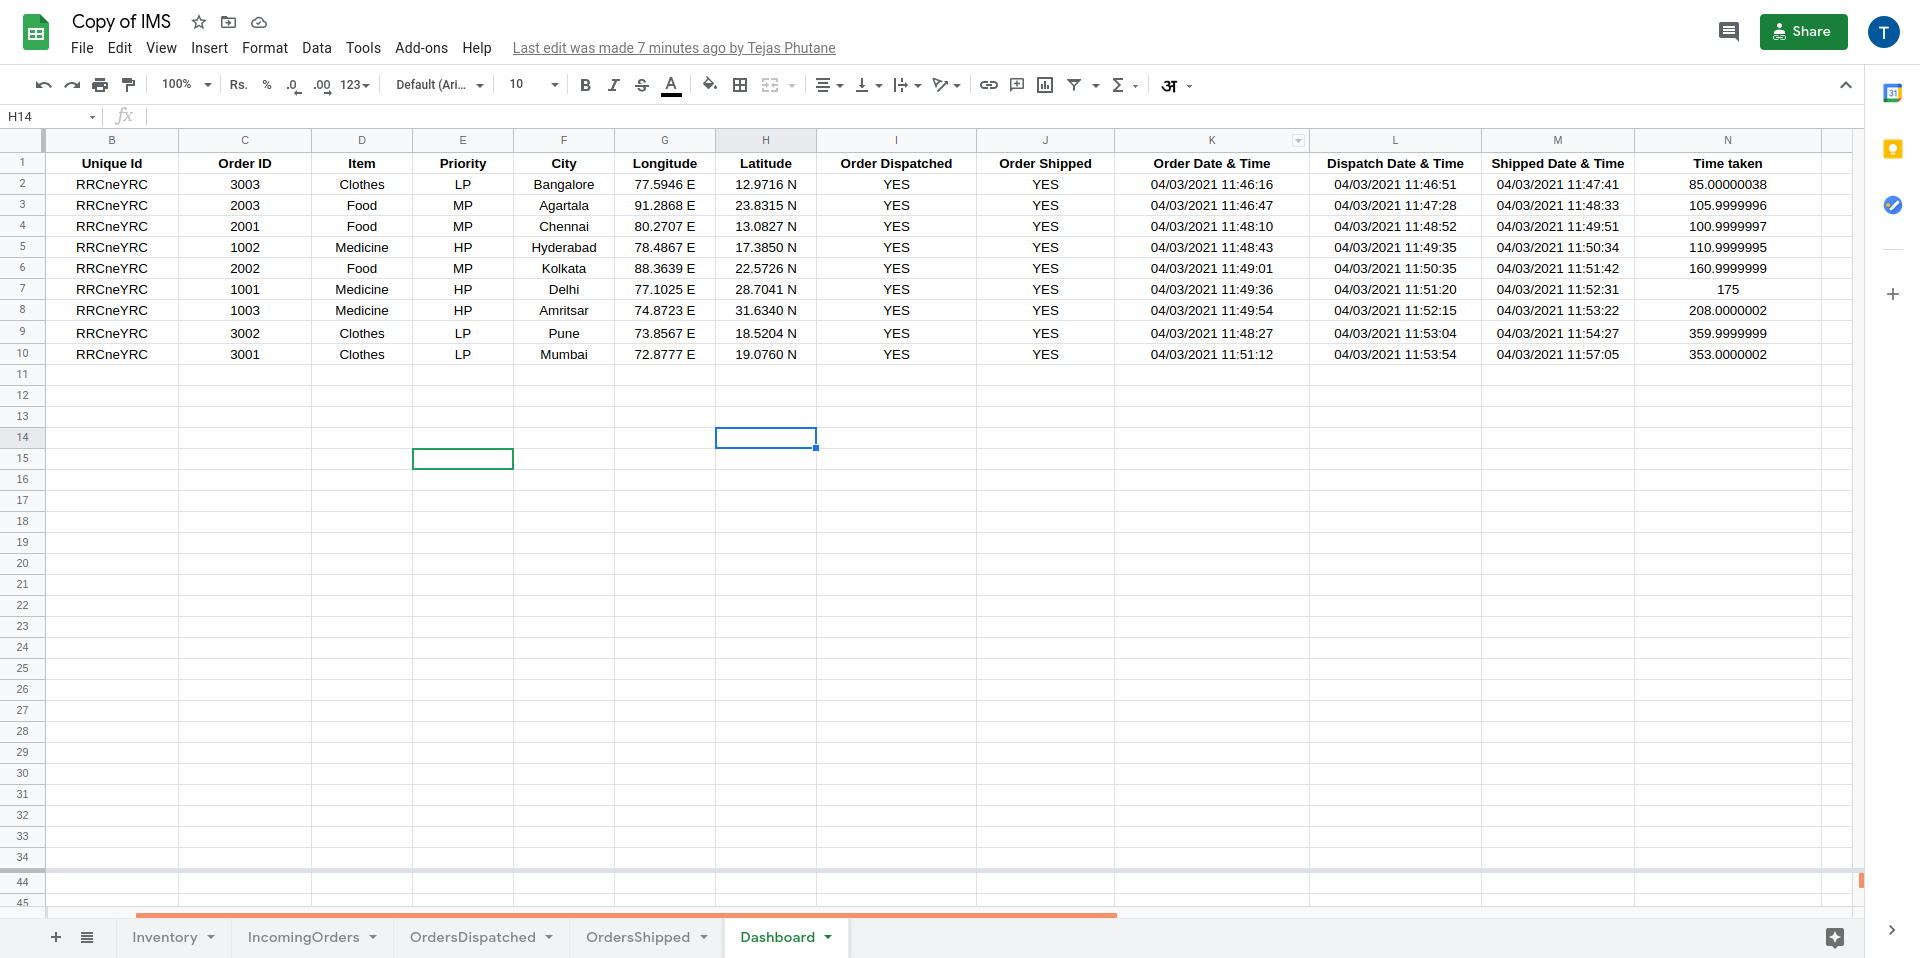 Copy of IMS
File Edit View Insert Format Data Tools Add-ons Help Last edit was made 7 minutes ago by Tejas Phutane
Share
T
100% Rs. % .0 .00 123 Default (Ari... 10 B I S A अ
31
H14 fx
B C D E F G H I J K L M N
1 Unique Id Order ID Item Priority City Longitude Latitude Order Dispatched Order Shipped Order Date & Time Dispatch Date & Time Shipped Date & Time Time taken
2 RRCneYRC 3003 Clothes LP Bangalore 77.5946 E 12.9716 N YES YES 04/03/2021 11:46:16 04/03/2021 11:46:51 04/03/2021 11:47:41 85.00000038
3 RRCneYRC 2003 Food MP Agartala 91.2868 E 23.8315 N YES YES 04/03/2021 11:46:47 04/03/2021 11:47:28 04/03/2021 11:48:33 105.9999996
4 RRCneYRC 2001 Food MP Chennai 80.2707 E 13.0827 N YES YES 04/03/2021 11:48:10 04/03/2021 11:48:52 04/03/2021 11:49:51 100.9999997
5 RRCneYRC 1002 Medicine HP Hyderabad 78.4867 E 17.3850 N YES YES 04/03/2021 11:48:43 04/03/2021 11:49:35 04/03/2021 11:50:34 110.9999995
6 RRCneYRC 2002 Food MP Kolkata 88.3639 E 22.5726 N YES YES 04/03/2021 11:49:01 04/03/2021 11:50:35 04/03/2021 11:51:42 160.9999999
7 RRCneYRC 1001 Medicine HP Delhi 77.1025 E 28.7041 N YES YES 04/03/2021 11:49:36 04/03/2021 11:51:20 04/03/2021 11:52:31 175
8 RRCneYRC 1003 Medicine HP Amritsar 74.8723 E 31.6340 N YES YES 04/03/2021 11:49:54 04/03/2021 11:52:15 04/03/2021 11:53:22 208.0000002
9 RRCneYRC 3002 Clothes LP Pune 73.8567 E 18.5204 N YES YES 04/03/2021 11:48:27 04/03/2021 11:53:04 04/03/2021 11:54:27 359.9999999
10 RRCneYRC 3001 Clothes LP Mumbai 72.8777 E 19.0760 N YES YES 04/03/2021 11:51:12 04/03/2021 11:53:54 04/03/2021 11:57:05 353.0000002
11
12
13
14
15
16
17
18
19
20
21
22
23
24
25
26
27
28
29
30
31
32
33
34
44
45
Inventory IncomingOrders OrdersDispatched OrdersShipped Dashboard